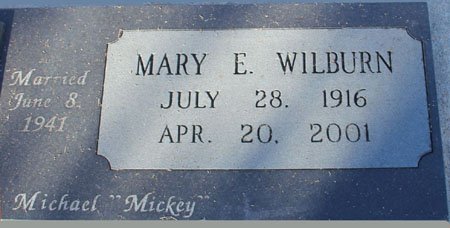 MARY E. WILBURN
JULY 28. 1916
APR. 20, 2001
Married
June 8,
1941
Michael "Mickey"